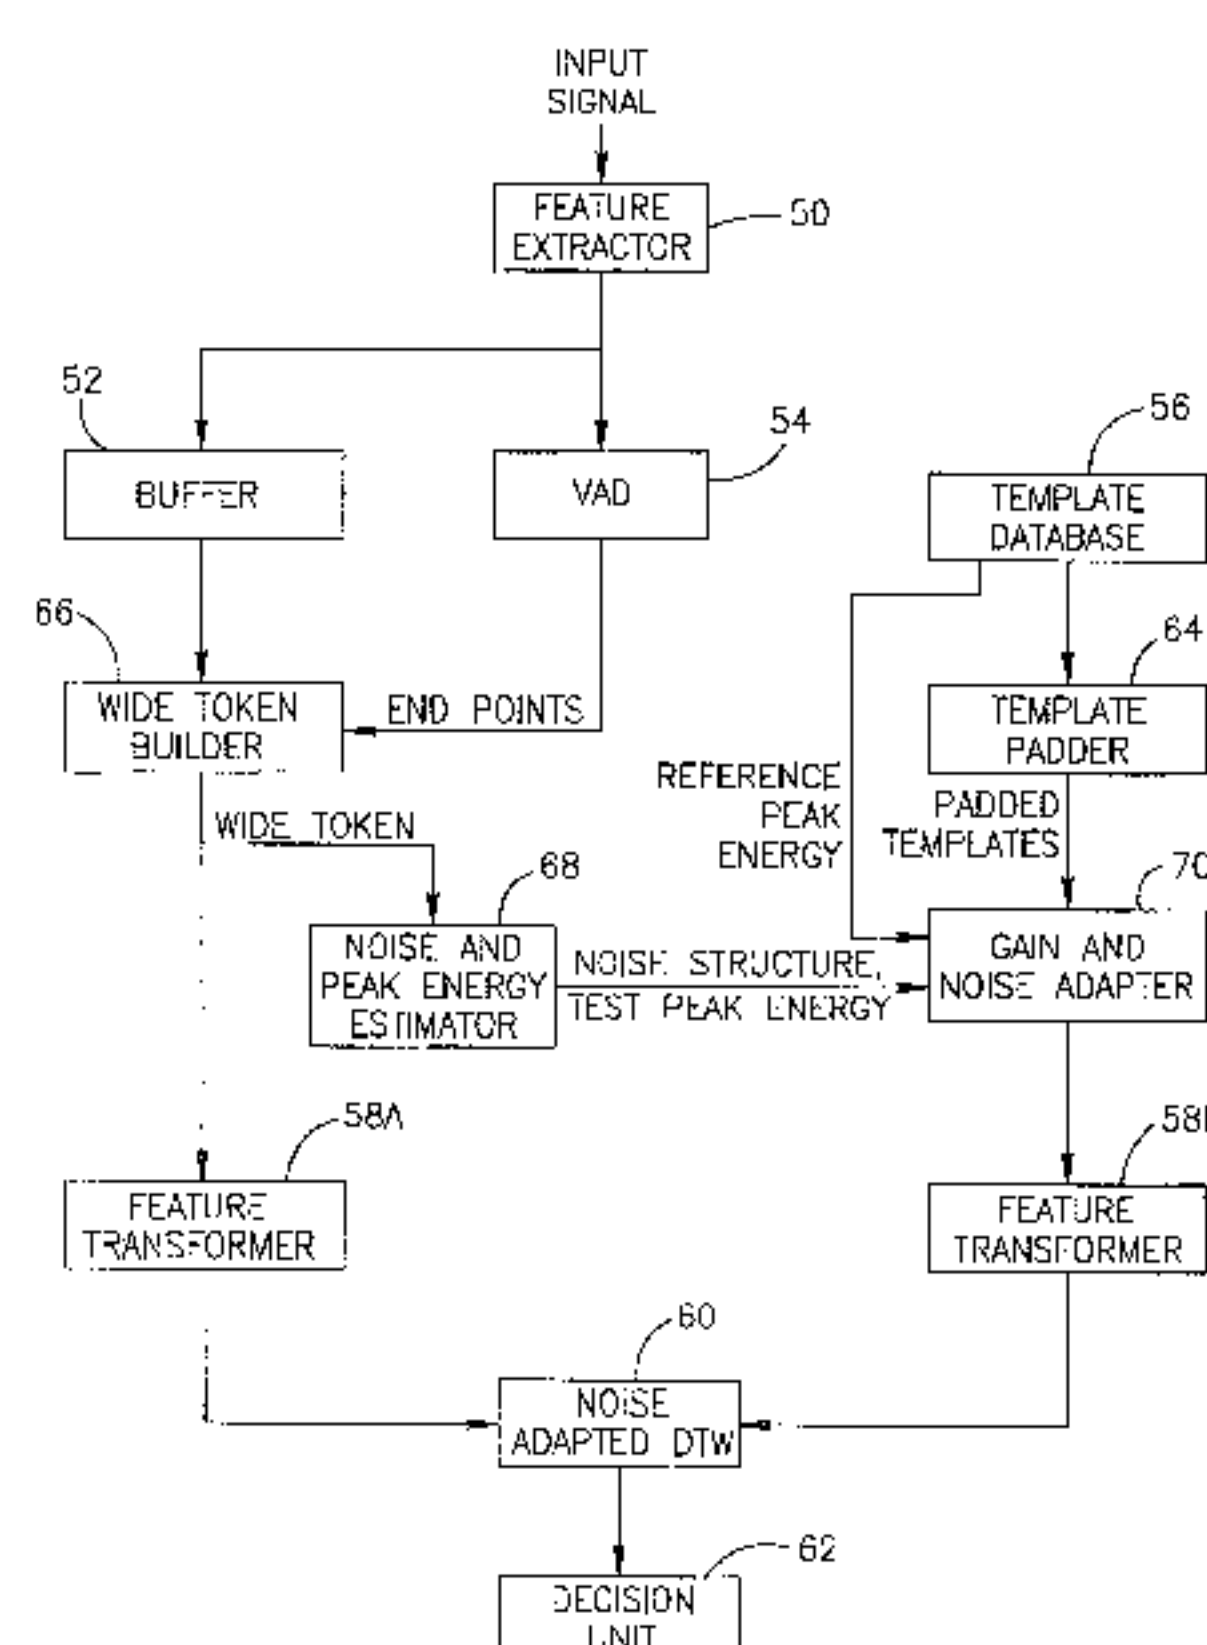 INPUT
SIGNAL
FEATURE
EXTRACTOR
50
52
54
56
BUFFER
VAD
TEMPLATE
DATABASE
66
64
WIDE TOKEN
BUILDER
END POINTS
TEMPLATE
PADDER
REFERENCE
PEAK
ENERGY
PADDED
TEMPLATES
WIDE TOKEN
68
70
NOISE AND
PEAK ENERGY
ESTIMATOR
NOISE STRUCTURE,
TEST PEAK ENERGY
GAIN AND
NOISE ADAPTER
58A
FEATURE
TRANSFORMER
FEATURE
TRANSFORMER
60
NOISE
ADAPTED DTW
62
DECISION
UNIT